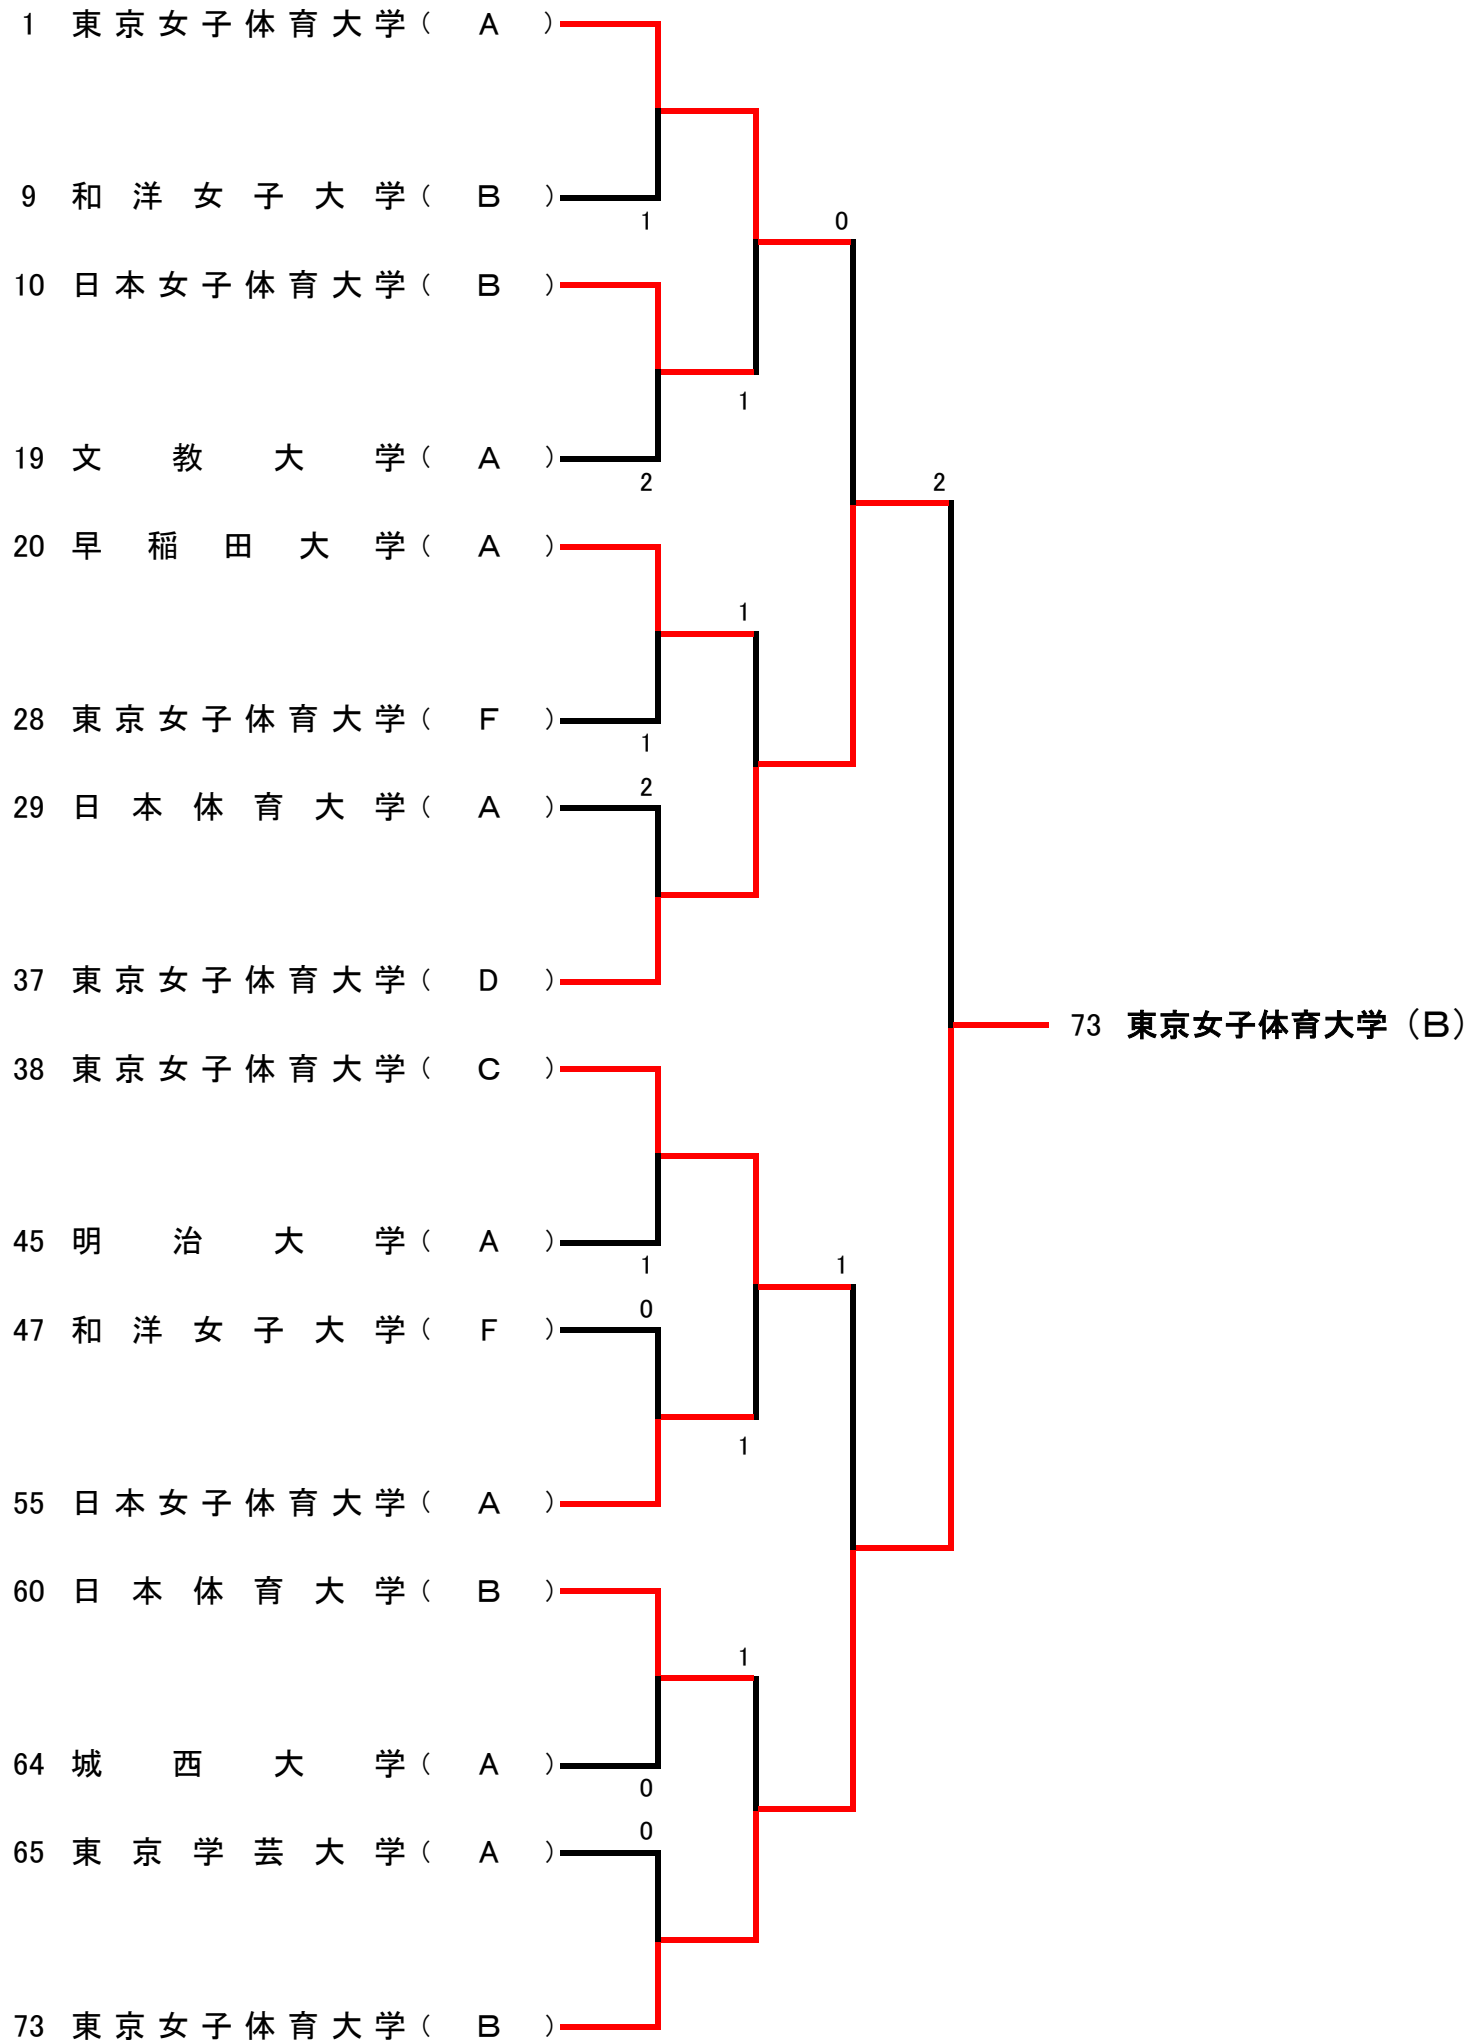 1 東京女子体育大学( A )
9 和洋女子大学( B )
1
0
10 日本女子体育大学( B )
1
19 文教大学( A )
2
2
20 早稲田大学( A )
1
28 東京女子体育大学( F )
1
2
29 日本体育大学( A )
37 東京女子体育大学( D )
73 東京女子体育大学(B)
38 東京女子体育大学( C )
45 明治大学( A )
1
1
0
47 和洋女子大学( F )
1
55 日本女子体育大学( A )
60 日本体育大学( B )
1
64 城西大学( A )
0
0
65 東京学芸大学( A )
73 東京女子体育大学( B )